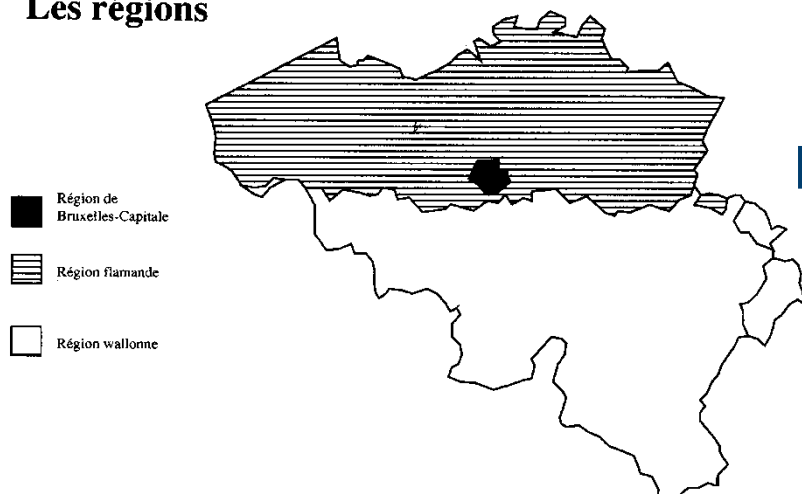 Les régions
Région de
Bruxelles-Capitale
Région flamande
Région wallonne